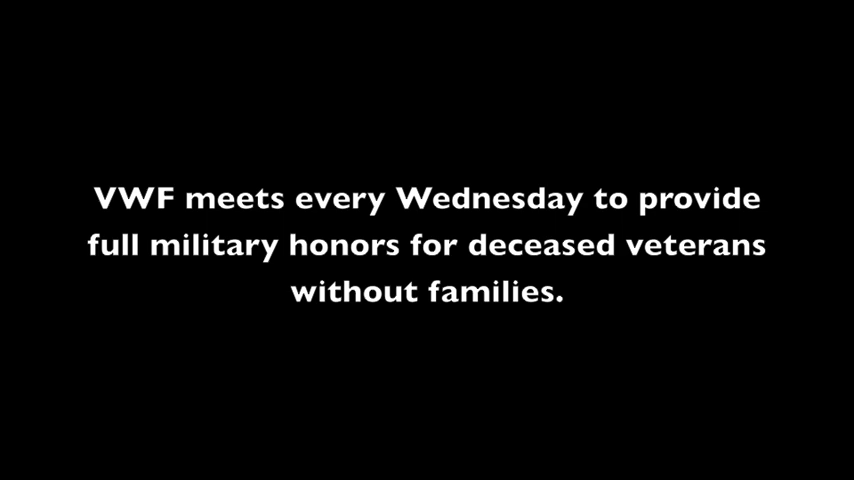 VWF meets every Wednesday to provide
full military honors for deceased veterans
without families.